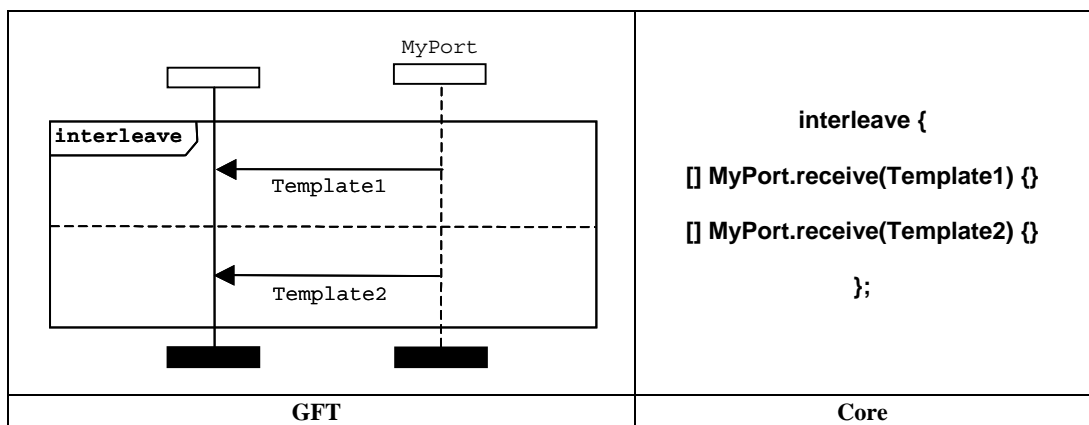 MyPort
interleave
Template1
Template2
interleave {
[] MyPort.receive(Template1) {}
[] MyPort.receive(Template2) {}
};
GFT
Core